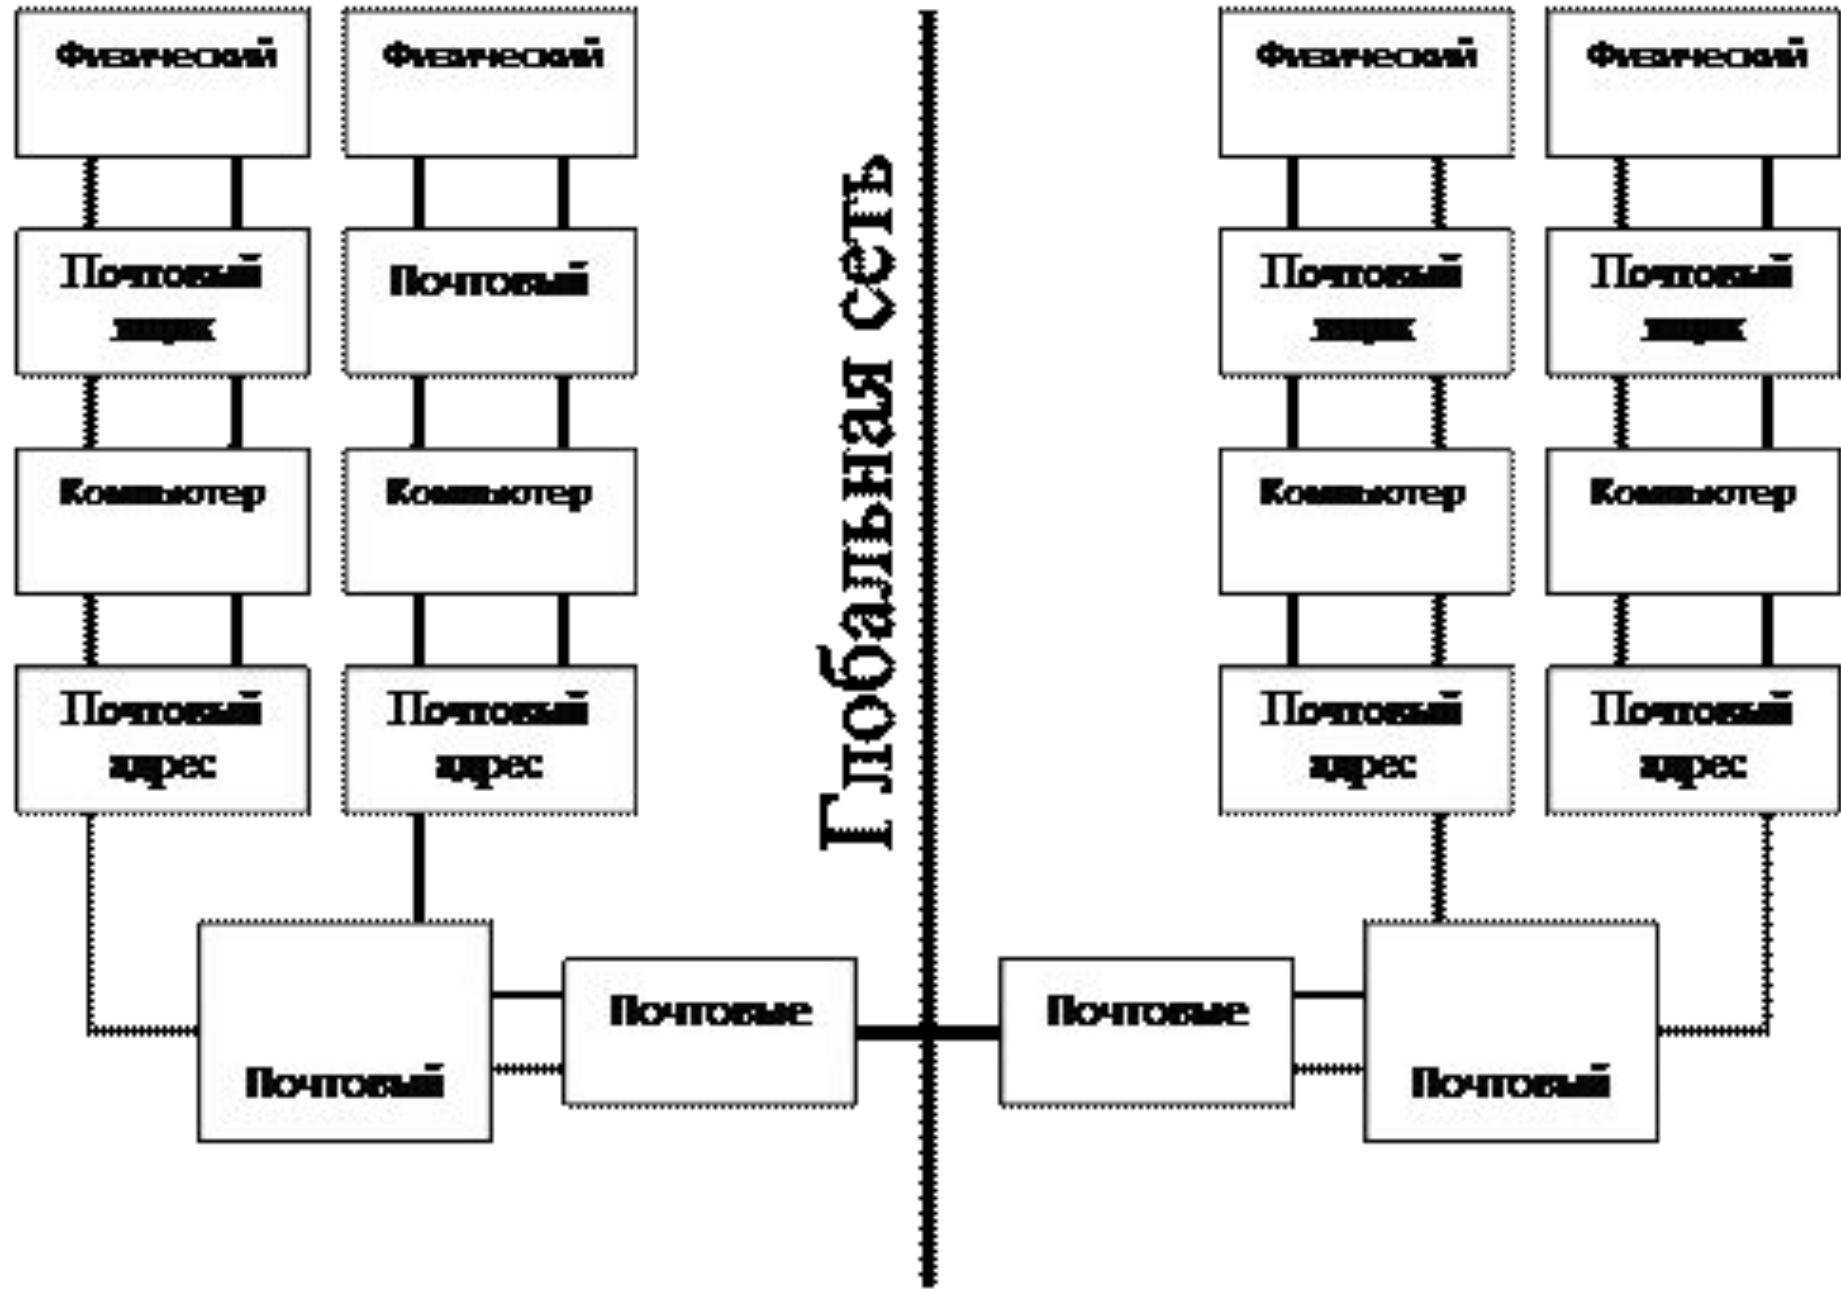 Физический
Физический
Физический
Физический
Почтовый
ящик
Почтовый
Почтовый
ящик
Почтовый
ящик
Компьютер
Компьютер
Компьютер
Компьютер
Почтовый
адрес
Почтовый
адрес
Почтовый
адрес
Почтовый
адрес
Глобальная сеть
Почтовый
Почтовые
Почтовые
Почтовый